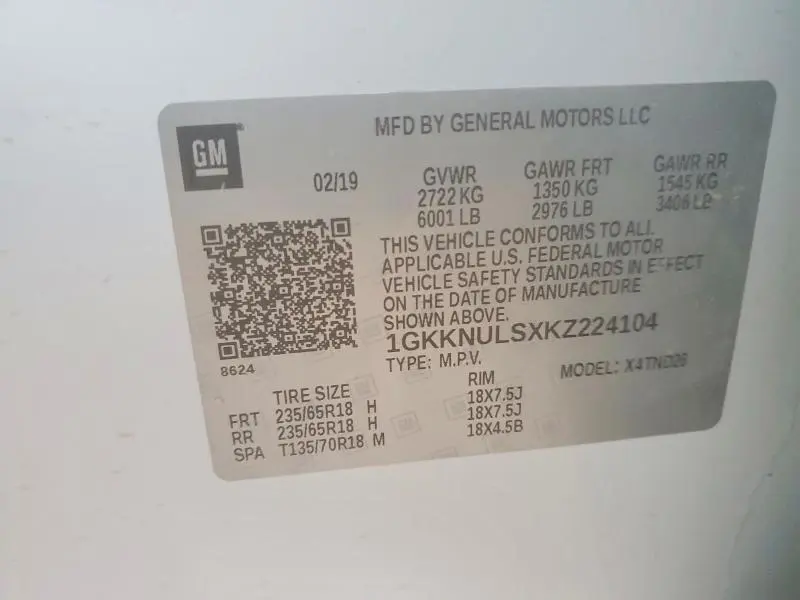 GM
MFD BY GENERAL MOTORS LLC
02/19
GVWR GAWR FRT GAWR RR
2722 KG 1350 KG 1545 KG
6001 LB 2976 LB 3406 LB
THIS VEHICLE CONFORMS TO ALL
APPLICABLE U.S. FEDERAL MOTOR
VEHICLE SAFETY STANDARDS IN EFFECT
ON THE DATE OF MANUFACTURE
SHOWN ABOVE.
1GKKNULSXKZ224104
8624
TYPE: M.P.V. MODEL: X4TND26
TIRE SIZE RIM
FRT 235/65R18 H 18X7.5J
RR 235/65R18 H 18X7.5J
SPA T135/70R18 M 18X4.5B